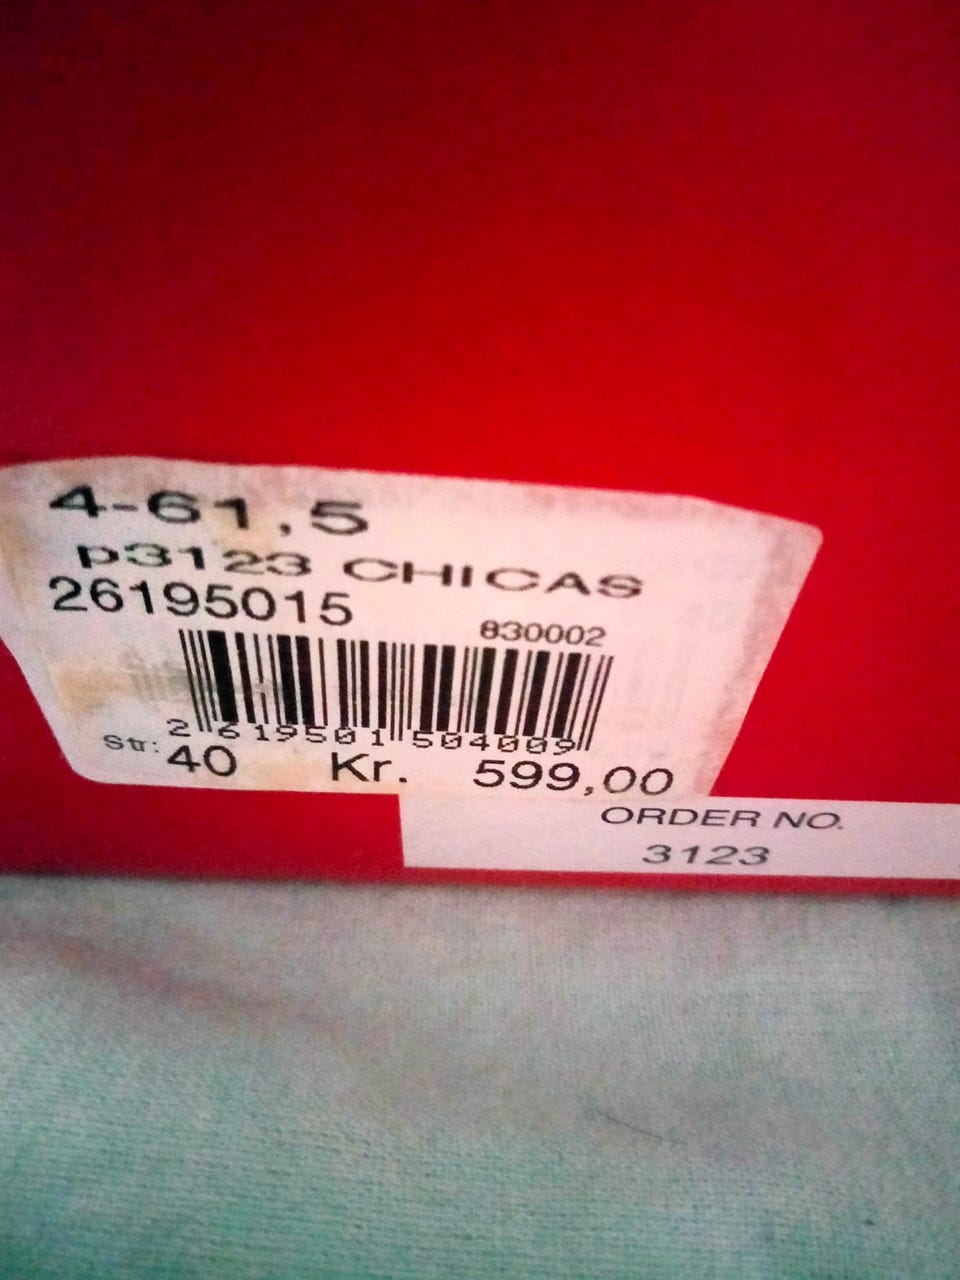 4-61,5
p3123 CHICAS
26195015
830002
2 619501 504009
Str: 40 Kr. 599,00
ORDER NO.
3123